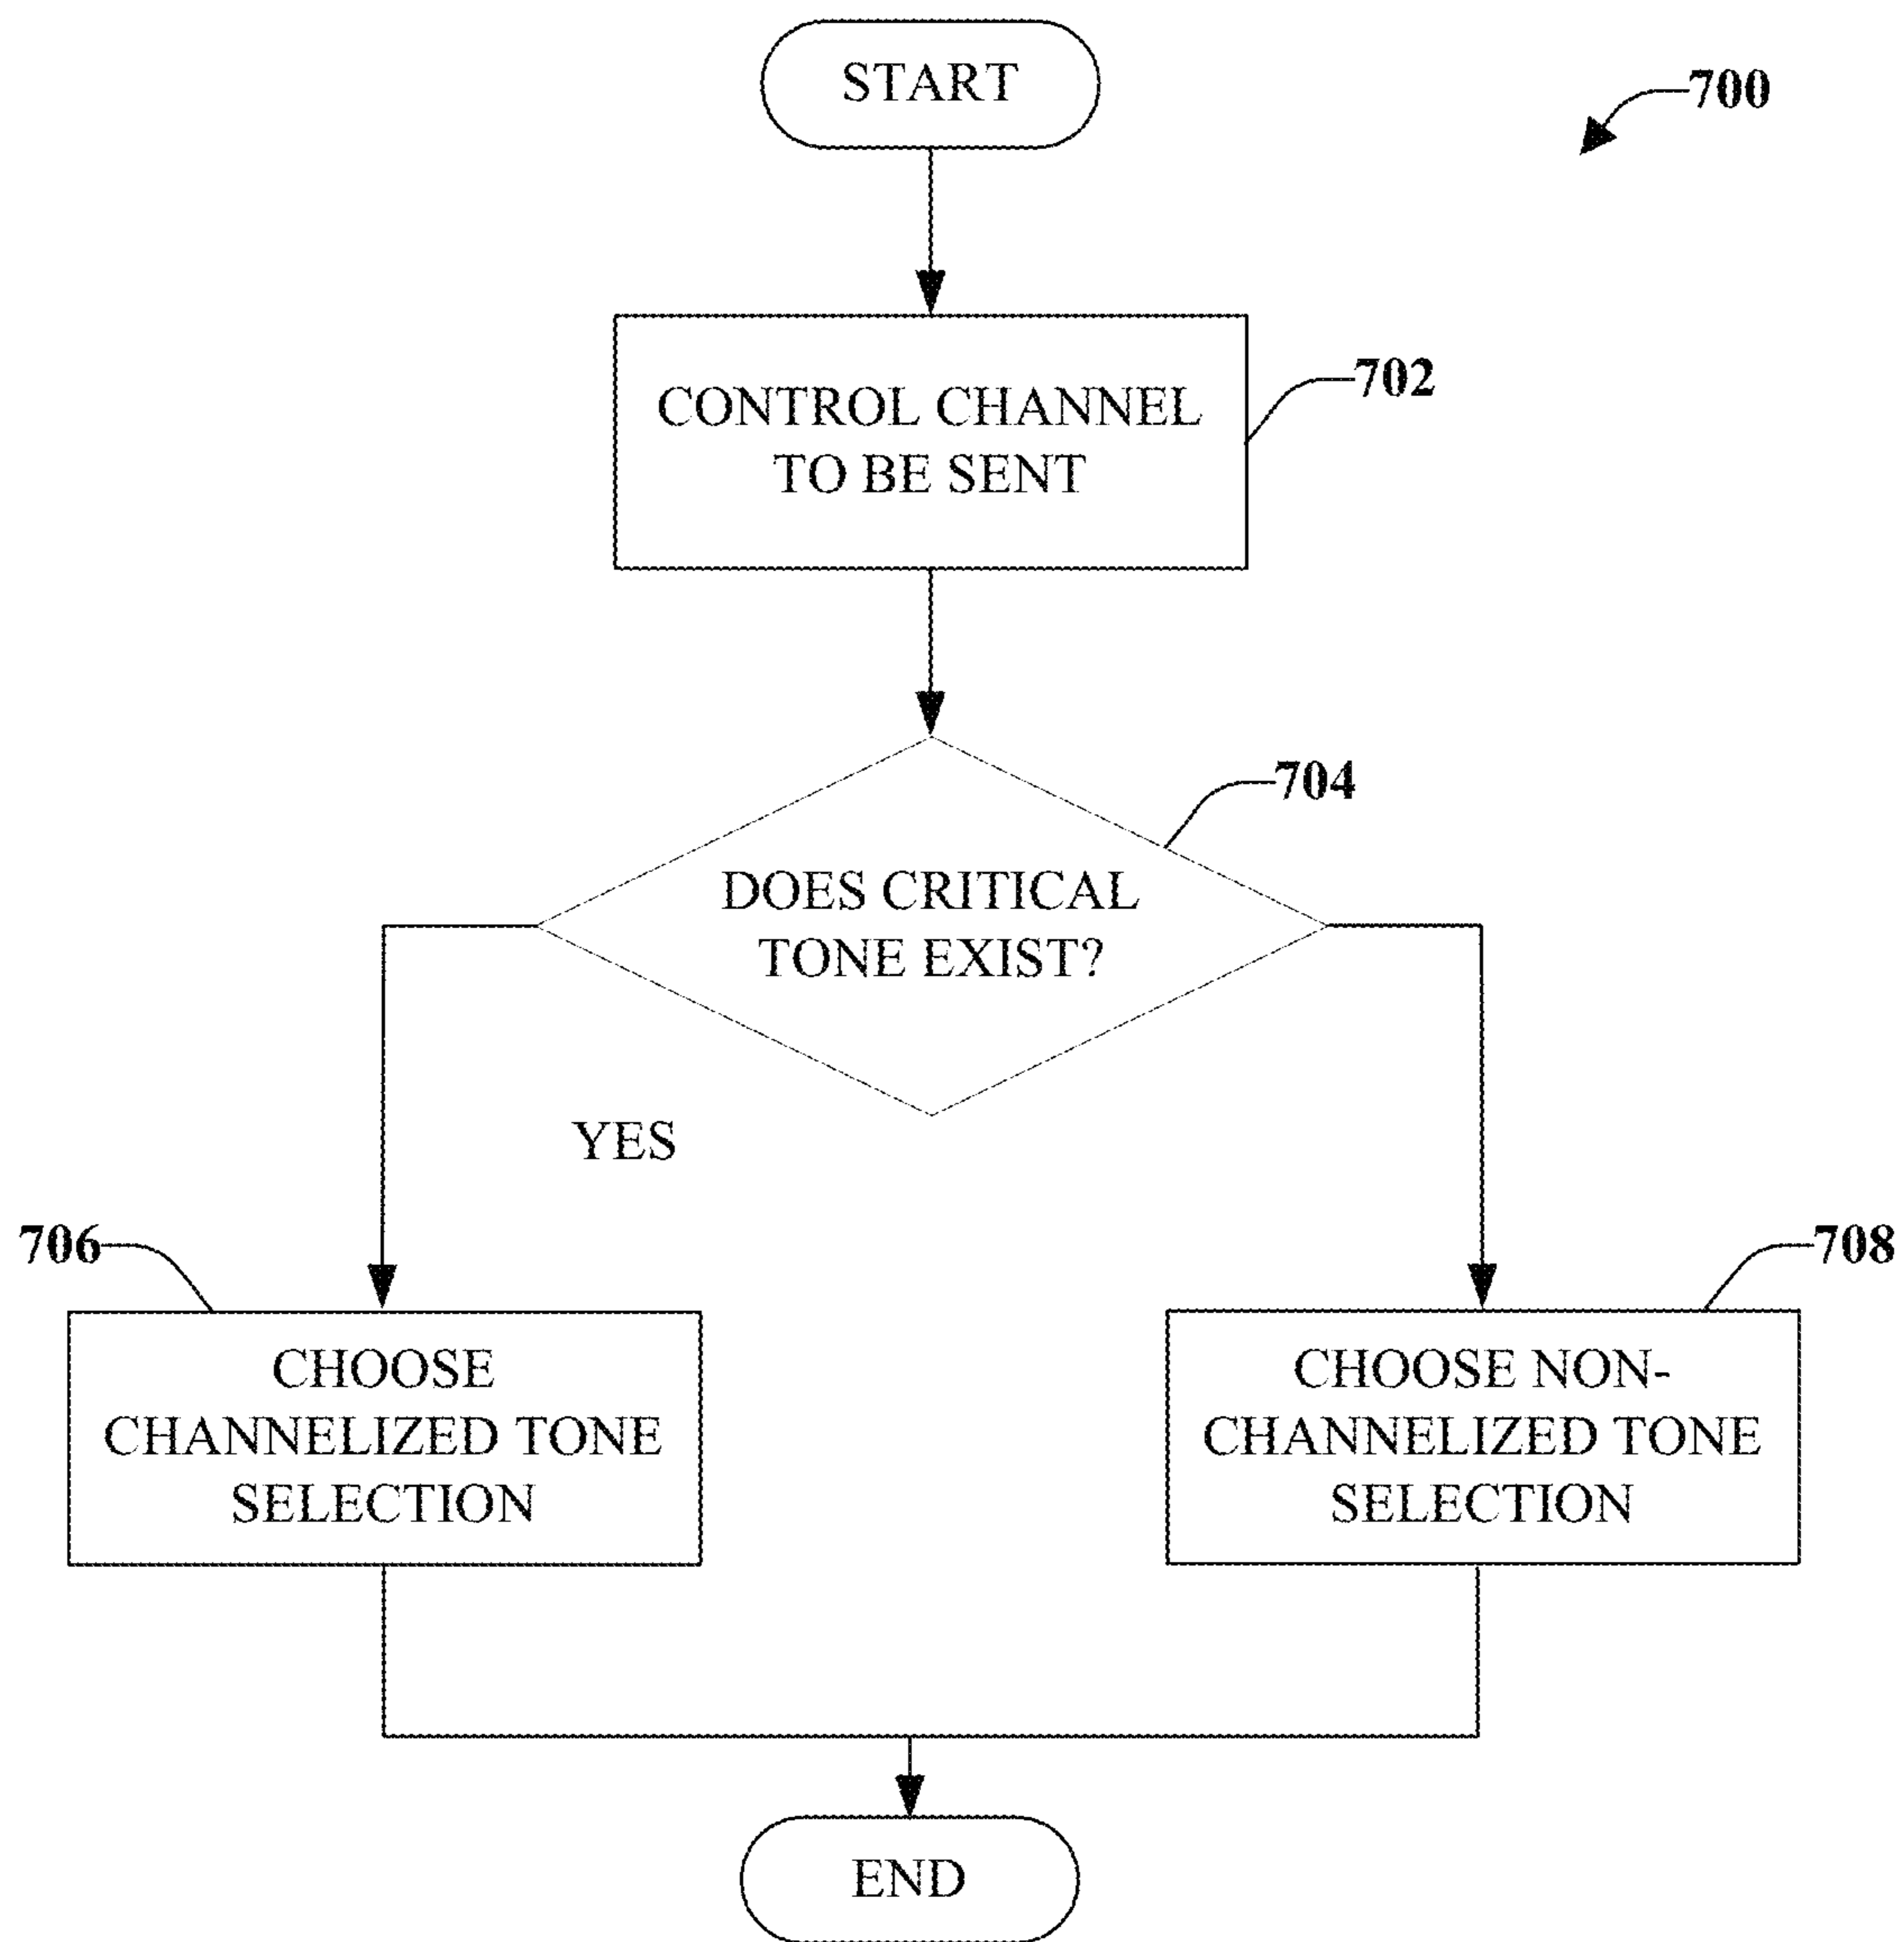 START
700
CONTROL CHANNEL
TO BE SENT
702
DOES CRITICAL
TONE EXIST?
704
YES
706
CHOOSE
CHANNELIZED TONE
SELECTION
708
CHOOSE NON-
CHANNELIZED TONE
SELECTION
END